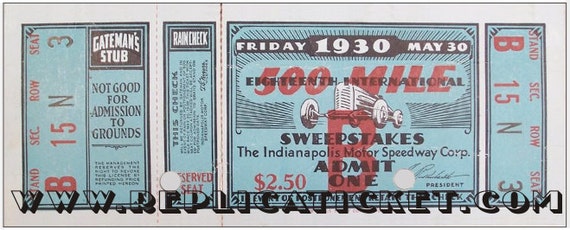 SEAT 3
ROW N
SEC. 15
STAND B
GATEMAN'S
STUB
NOT GOOD
FOR
ADMISSION
TO
GROUNDS
THE MANAGEMENT
RESERVES THE RIGHT
TO REVOKE THIS
LICENSE BY
REFUNDING PRICE
PRINTED HEREON
RAINCHECK
THIS CHECK
RESERVED
SEAT
FRIDAY 1930 MAY 30
500 MILE
EIGHTEENTH INTERNATIONAL
SWEEPSTAKES
The Indianapolis Motor Speedway Corp.
ADMIT
ONE
$2.50
PRESIDENT
STAND B
SEC. 15
ROW N
SEAT 3
WWW.REPLICATICKET.COM